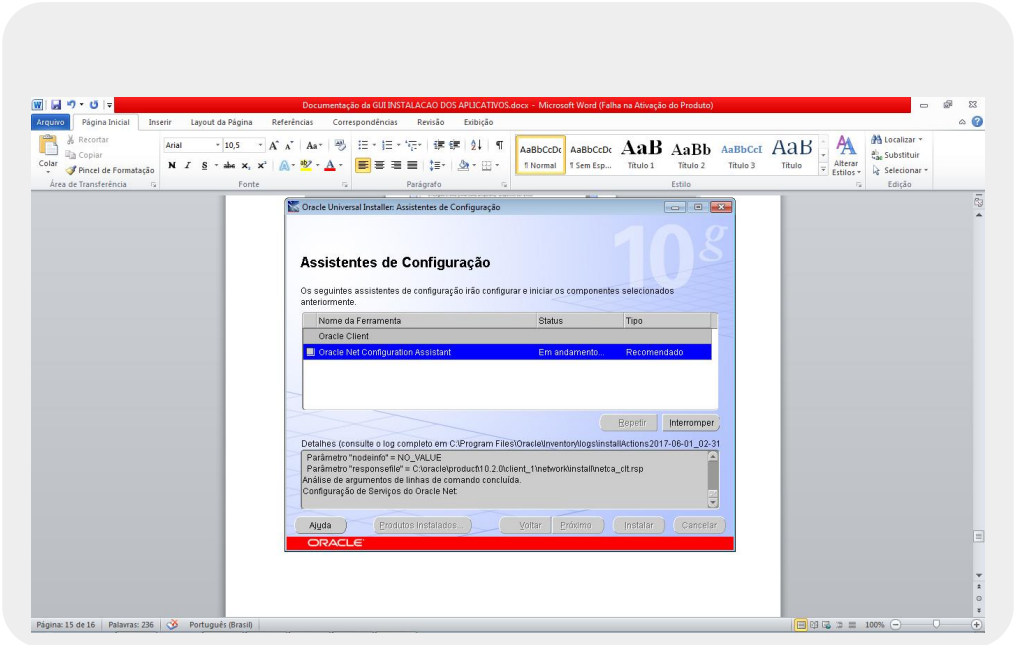 Documentação da GUI INSTALACAO DOS APLICATIVOS.docx - Microsoft Word (Falha na Ativação do Produto)
Arquivo Página Inicial Inserir Layout da Página Referências Correspondências Revisão Exibição
Colar
Recortar
Copiar
Pincel de Formatação
Área de Transferência
Arial 10,5
N I S abc x, x²
Fonte
Parágrafo
AaBbCcDc AaBbCcDc AaB AaBb AaBbCcI AaB
¶ Normal ¶ Sem Esp... Título 1 Título 2 Título 3 Título
Alterar
Estilos
Estilo
Localizar
Substituir
Selecionar
Edição
Oracle Universal Installer: Assistentes de Configuração
10g
Assistentes de Configuração
Os seguintes assistentes de configuração irão configurar e iniciar os componentes selecionados
anteriormente.
Nome da Ferramenta Status Tipo
Oracle Client
Oracle Net Configuration Assistant Em andamento... Recomendado
Repetir Interromper
Detalhes (consulte o log completo em C:\Program Files\Oracle\Inventory\logs\installActions2017-06-01_02-31
Parâmetro "nodeinfo" = NO_VALUE
Parâmetro "responsefile" = C:\oracle\product\10.2.0\client_1\network\install\netca_clt.rsp
Análise de argumentos de linhas de comando concluída.
Configuração de Serviços do Oracle Net:
Ajuda Produtos Instalados... Voltar Próximo Instalar Cancelar
ORACLE
Página: 15 de 16 Palavras: 236 Português (Brasil) 100%